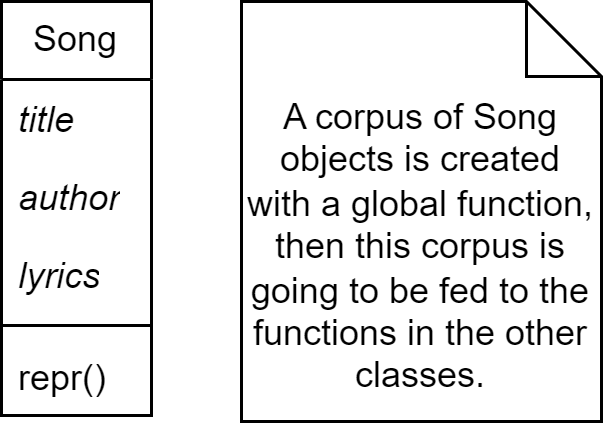 Song
title
author
lyrics
repr()
A corpus of Song
objects is created
with a global function,
then this corpus is
going to be fed to the
functions in the other
classes.